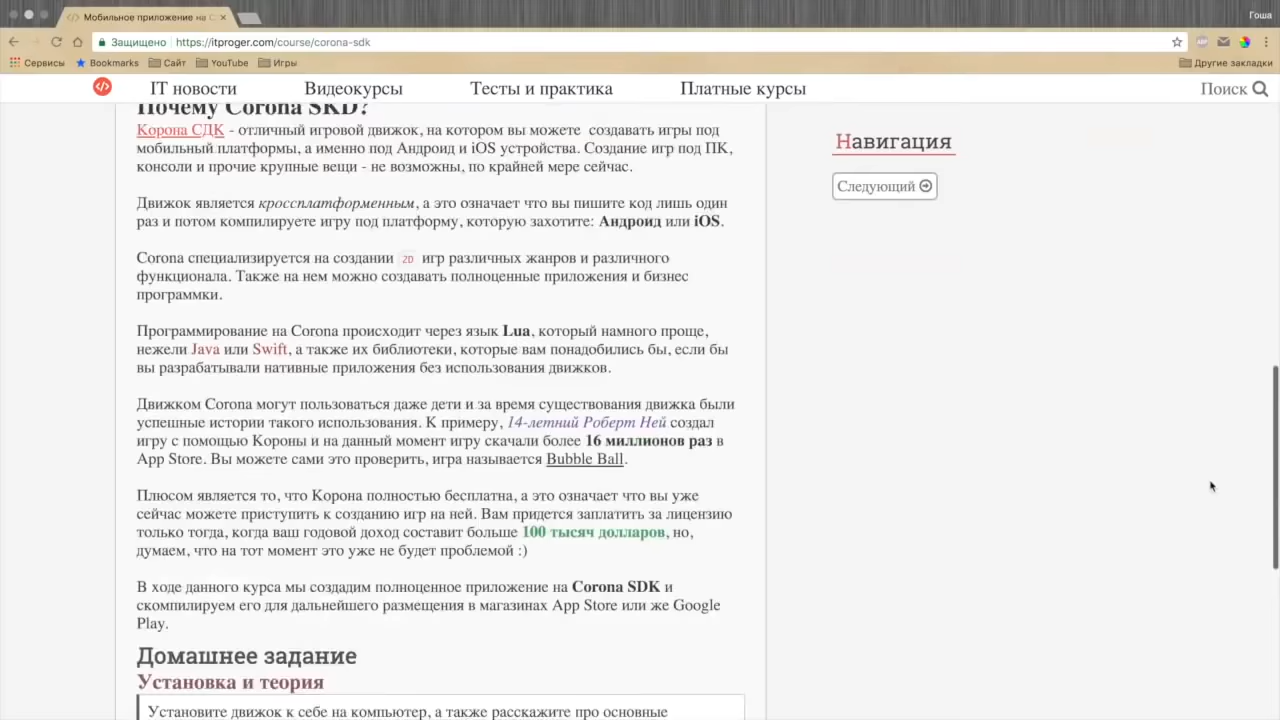 Мобильное приложение на С
Гоша
Защищено https://itproger.com/course/corona-sdk
Сервисы Bookmarks Сайт YouTube Игры Другие закладки
IT новости Видеокурсы Тесты и практика Платные курсы Поиск
Почему Corona SKD?
Корона СДК - отличный игровой движок, на котором вы можете создавать игры под
мобильный платформы, а именно под Андроид и iOS устройства. Создание игр под ПК,
консоли и прочие крупные вещи - не возможны, по крайней мере сейчас.
Движок является кроссплатформенным, а это означает что вы пишите код лишь один
раз и потом компилируете игру под платформу, которую захотите: Андроид или iOS.
Corona специализируется на создании 2D игр различных жанров и различного
функционала. Также на нем можно создавать полноценные приложения и бизнес
программки.
Программирование на Corona происходит через язык Lua, который намного проще,
нежели Java или Swift, а также их библиотеки, которые вам понадобились бы, если бы
вы разрабатывали нативные приложения без использования движков.
Движком Corona могут пользоваться даже дети и за время существования движка были
успешные истории такого использования. К примеру, 14-летний Роберт Ней создал
игру с помощью Короны и на данный момент игру скачали более 16 миллионов раз в
App Store. Вы можете сами это проверить, игра называется Bubble Ball.
Плюсом является то, что Корона полностью бесплатна, а это означает что вы уже
сейчас можете приступить к созданию игр на ней. Вам придется заплатить за лицензию
только тогда, когда ваш годовой доход составит больше 100 тысяч долларов, но,
думаем, что на тот момент это уже не будет проблемой :)
В ходе данного курса мы создадим полноценное приложение на Corona SDK и
скомпилируем его для дальнейшего размещения в магазинах App Store или же Google
Play.
Домашнее задание
Установка и теория
Установите движок к себе на компьютер, а также расскажите про основные
Навигация
Следующий